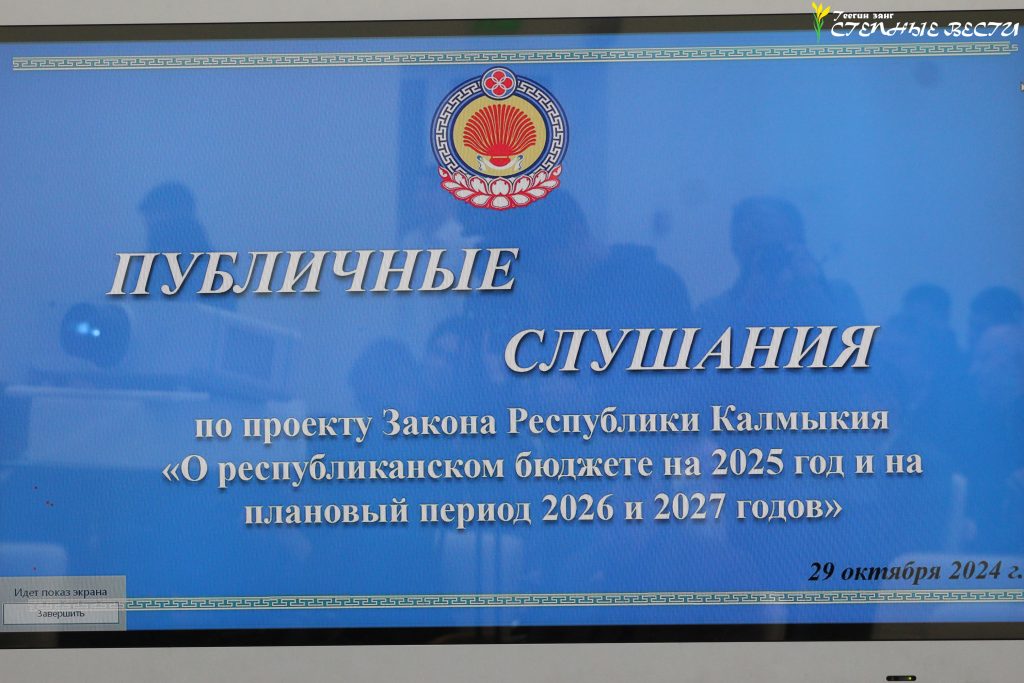 Теегин занг
СТЕПНЫЕ ВЕСТИ
ПУБЛИЧНЫЕ
СЛУШАНИЯ
по проекту Закона Республики Калмыкия
«О республиканском бюджете на 2025 год и на
плановый период 2026 и 2027 годов»
29 октября 2024 г.
Идет показ экрана
Завершить